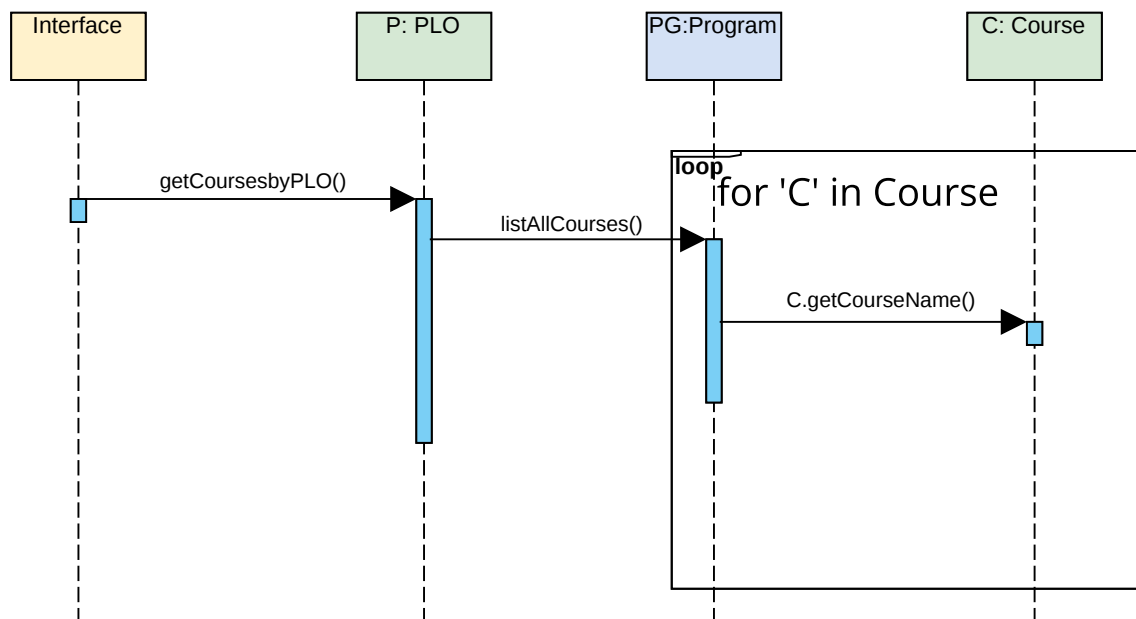 Interface
P: PLO
PG:Program
C: Course
loop
for 'C' in Course
getCoursesbyPLO()
listAllCourses()
C.getCourseName()